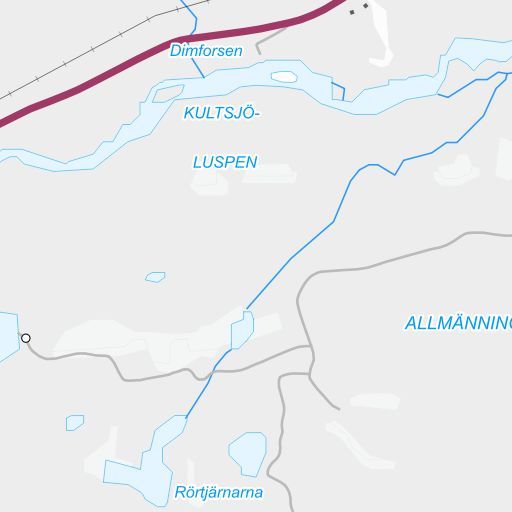 Dimforsen
KULTSJÖ-
LUSPEN
ALLMÄNNING
Rörtjärnarna